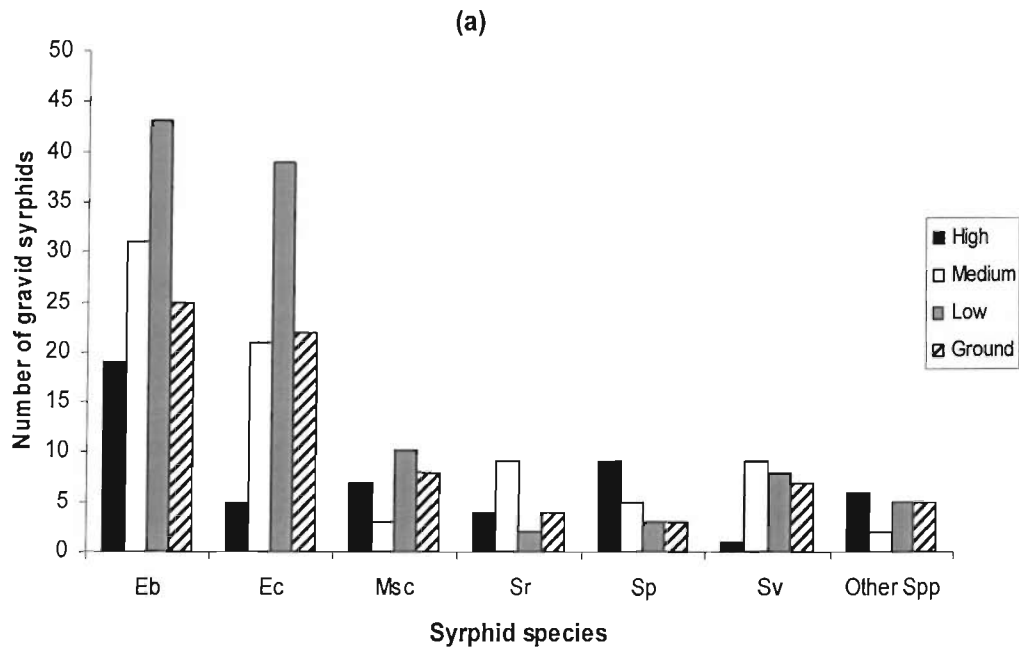 (a)
50
45
40
35
30
25
20
15
10
5
0
Number of gravid syrphids
Eb Ec Msc Sr Sp Sv Other Spp
Syrphid species
High
Medium
Low
Ground